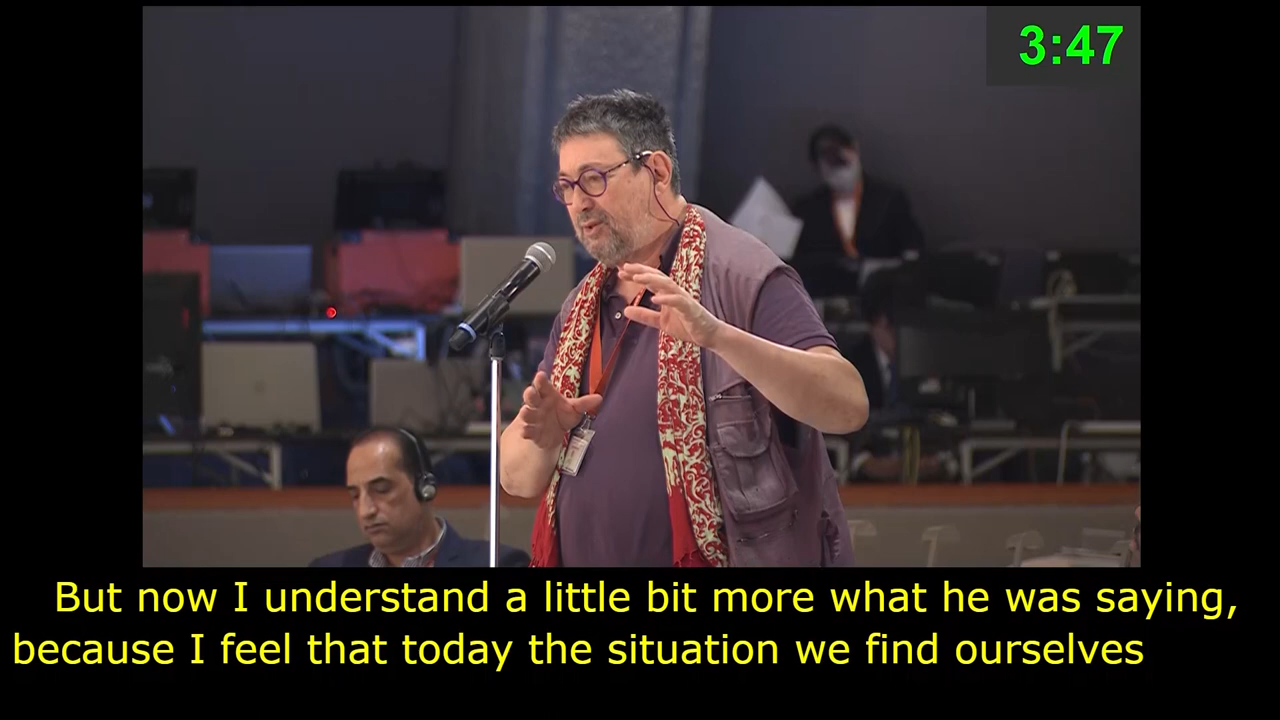 3:47
But now I understand a little bit more what he was saying,
because I feel that today the situation we find ourselves